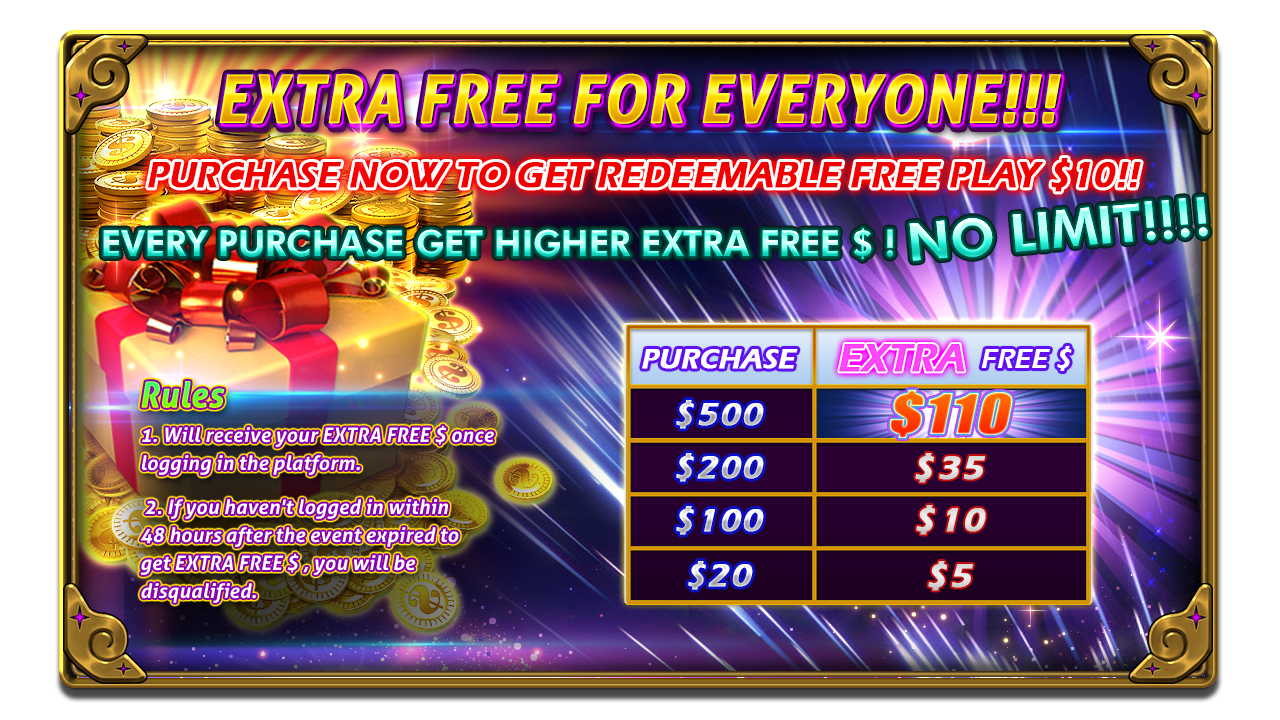 EXTRA FREE FOR EVERYONE!!!
PURCHASE NOW TO GET REDEEMABLE FREE PLAY $10!!
EVERY PURCHASE GET HIGHER EXTRA FREE $ ! NO LIMIT!!!!
Rules
1. Will receive your EXTRA FREE $ once
logging in the platform.
2. If you haven't logged in within
48 hours after the event expired to
get EXTRA FREE $ , you will be
disqualified.
PURCHASE EXTRA FREE $
$500 $110
$200 $35
$100 $10
$20 $5